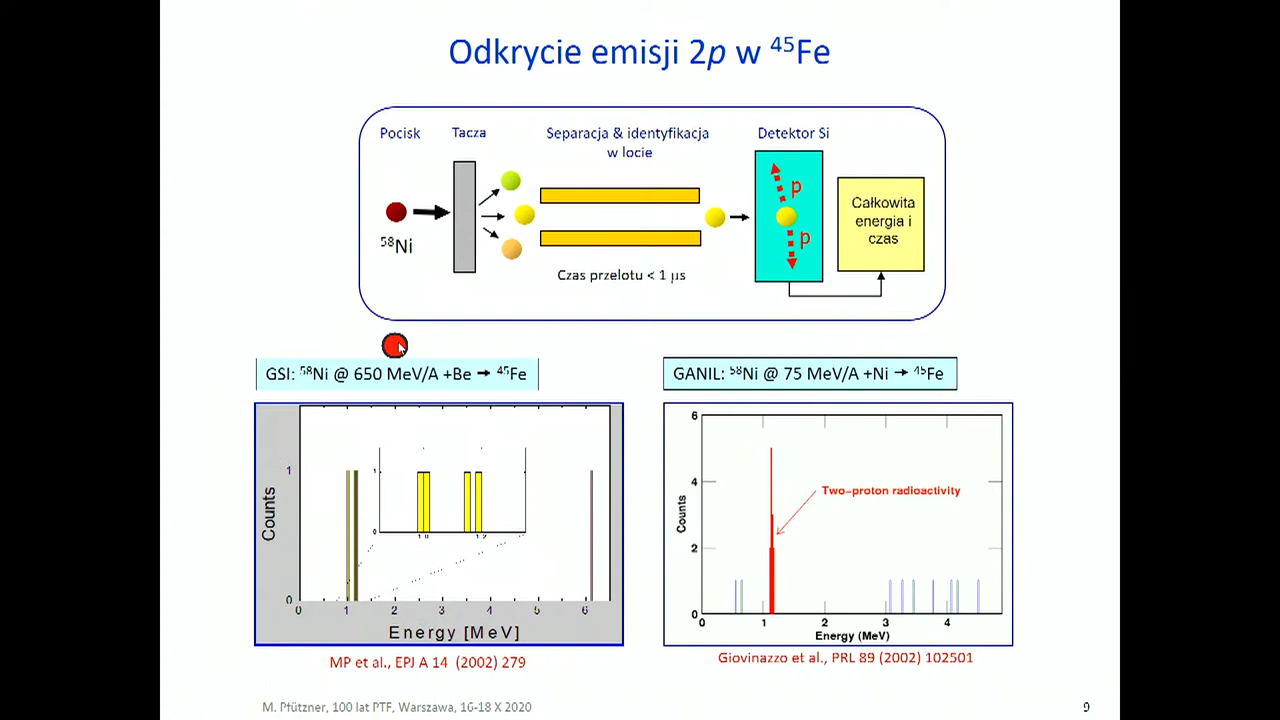 Odkrycie emisji 2p w ⁴⁵Fe
Pocisk
Tacza
Separacja & identyfikacja
w locie
Detektor Si
p
p
⁵⁸Ni
Całkowita
energia i
czas
Czas przelotu < 1 μs
GSI: ⁵⁸Ni @ 650 MeV/A +Be → ⁴⁵Fe
GANIL: ⁵⁸Ni @ 75 MeV/A +Ni → ⁴⁵Fe
Counts
1
0
0 1 2 3 4 5 6
Energy [MeV]
1
0
Counts
6
4
2
0
0 1 2 3 4
Energy (MeV)
Two-proton radioactivity
MP et al., EPJ A 14 (2002) 279
Giovinazzo et al., PRL 89 (2002) 102501
M. Pfützner, 100 lat PTF, Warszawa, 16-18 X 2020
9